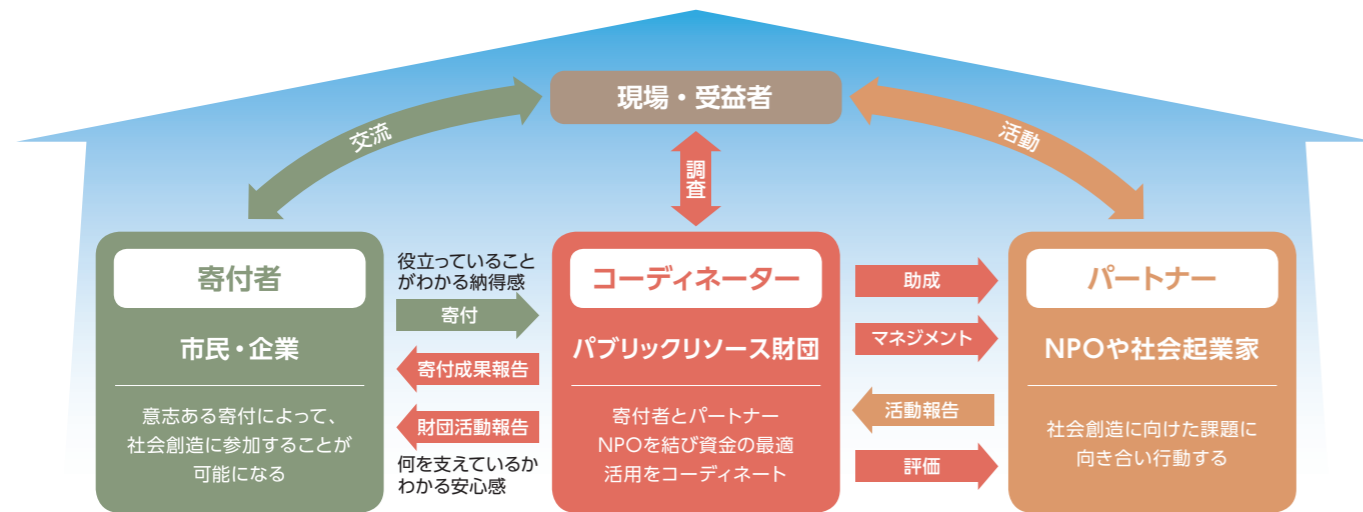 現場・受益者
交流
調査
活動
寄付者
市民・企業
意志ある寄付によって、
社会創造に参加することが
可能になる
役立っていること
がわかる納得感
寄付
寄付成果報告
財団活動報告
何を支えているか
わかる安心感
コーディネーター
パブリックリソース財団
寄付者とパートナー
NPOを結び資金の最適
活用をコーディネート
助成
マネジメント
活動報告
評価
パートナー
NPOや社会起業家
社会創造に向けた課題に
向き合い行動する